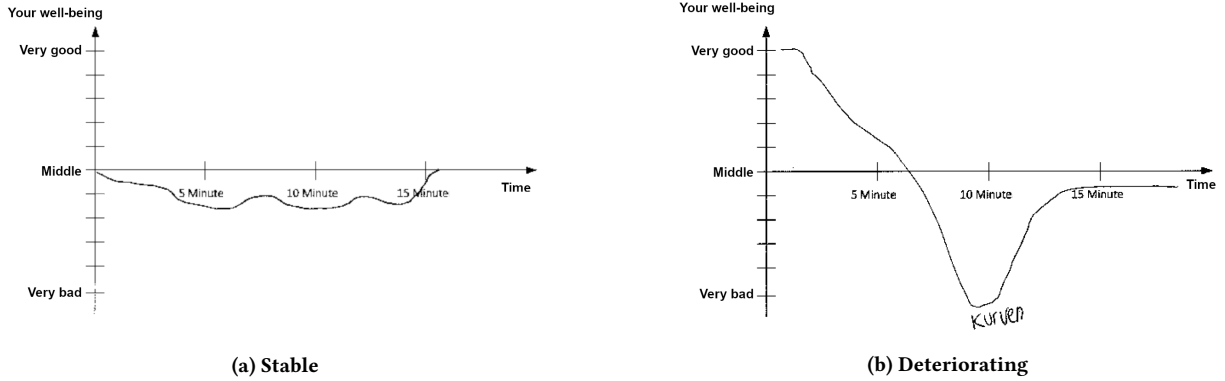 Your well-being
Very good
Middle
5 Minute
10 Minute
15 Minute
Time
Very bad
(a) Stable
Your well-being
Very good
Middle
5 Minute
10 Minute
15 Minute
Time
Very bad
Kurven
(b) Deteriorating